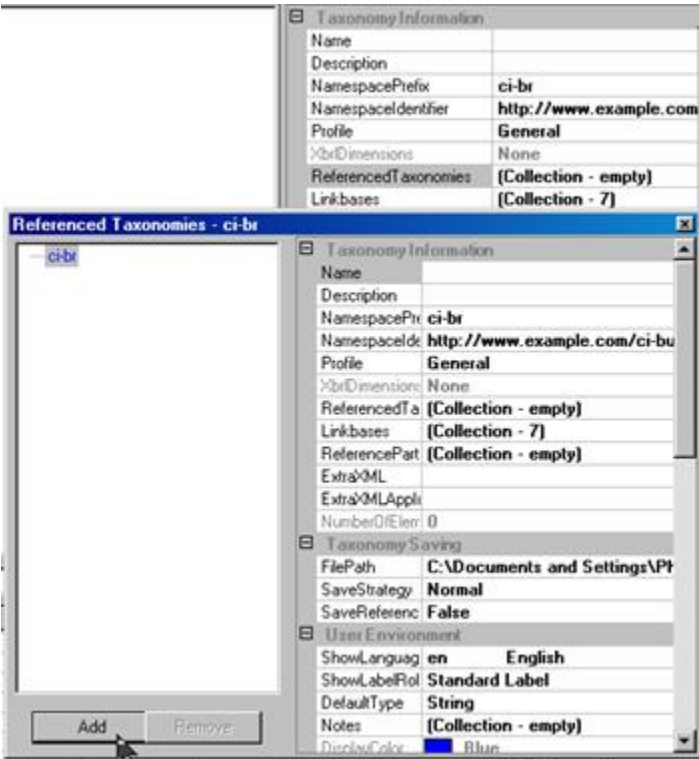 Taxonomy Information
Name
Description
NamespacePrefix ci-br
NamespaceIdentifier http://www.example.com
Profile General
XbrlDimensions None
ReferencedTaxonomies (Collection - empty)
Linkbases (Collection - 7)
Referenced Taxonomies - ci-br
ci-br
Taxonomy Information
Name
Description
NamespacePre ci-br
NamespaceIde http://www.example.com/ci-bu
Profile General
XbrlDimensions None
ReferencedTa (Collection - empty)
Linkbases (Collection - 7)
ReferencePart (Collection - empty)
ExtraXML
ExtraXMLAppli
NumberOfElem 0
Taxonomy Saving
FilePath C:\Documents and Settings\Ph
SaveStrategy Normal
SaveReferenc False
User Environment
ShowLanguag en English
ShowLabelRol Standard Label
DefaultType String
Notes (Collection - empty)
DisplayColor Blue
Add Remove